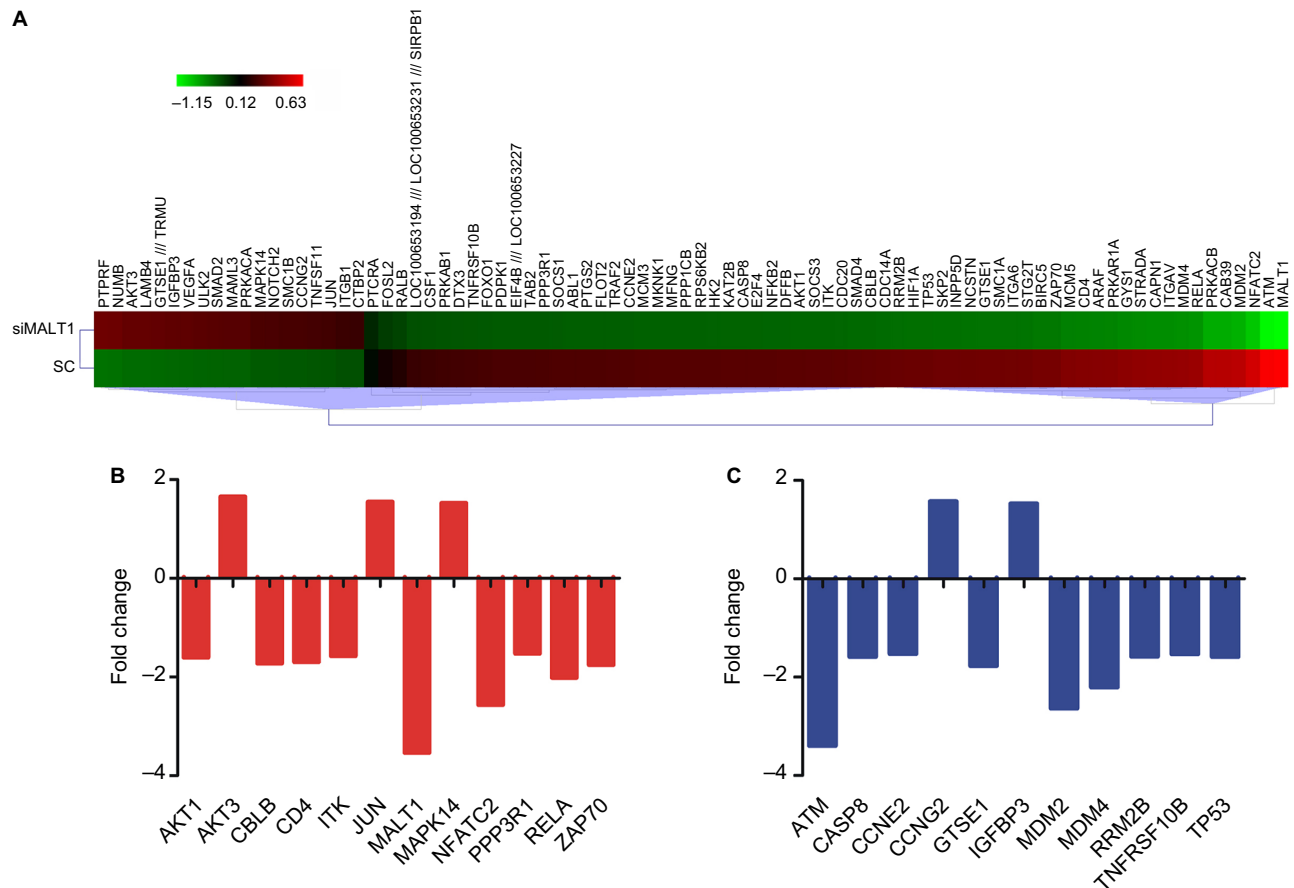 A
–1.15 0.12 0.63
PTPRF
NUMB
AKT3
LAMB4
GTSE1 /// TRMU
IGFBP3
VEGFA
ULK2
SMAD2
MAML3
PRKACA
MAPK14
NOTCH2
SMC1B
CCNG2
TNFSF11
JUN
ITGB1
CTBP2
PTCRA
FOSL2
RALB
LOC100653194 /// LOC100653231 /// SIRPB1
CSF1
PRKAB1
DTX3
TNFRSF10B
FOXO1
PDPK1
EIF4B /// LOC100653227
TAB2
PPP3R1
SOCS1
ABL1
PTGS2
FLOT2
TRAF2
CCNE2
MCM3
MKNK1
MFNG
PPP1CB
RPS6KB2
HK2
KAT2B
CASP8
E2F4
NFKB2
DFFB
AKT1
SOCS3
ITK
CDC20
SMAD4
CBLB
CDC14A
RRM2B
HIF1A
TP53
SKP2
INPP5D
NCSTN
GTSE1
SMC1A
ITGA6
STG2T
BIRC5
ZAP70
MCM5
CD4
ARAF
PRKAR1A
GYS1
STRADA
CAPN1
ITGAV
MDM4
RELA
PRKACB
CAB39
MDM2
NFATC2
ATM
MALT1
siMALT1
SC
B
Fold change
2
0
–2
–4
AKT1
AKT3
CBLB
CD4
ITK
JUN
MALT1
MAPK14
NFATC2
PPP3R1
RELA
ZAP70
C
Fold change
2
0
–2
–4
ATM
CASP8
CCNE2
CCNG2
GTSE1
IGFBP3
MDM2
MDM4
RRM2B
TNFRSF10B
TP53